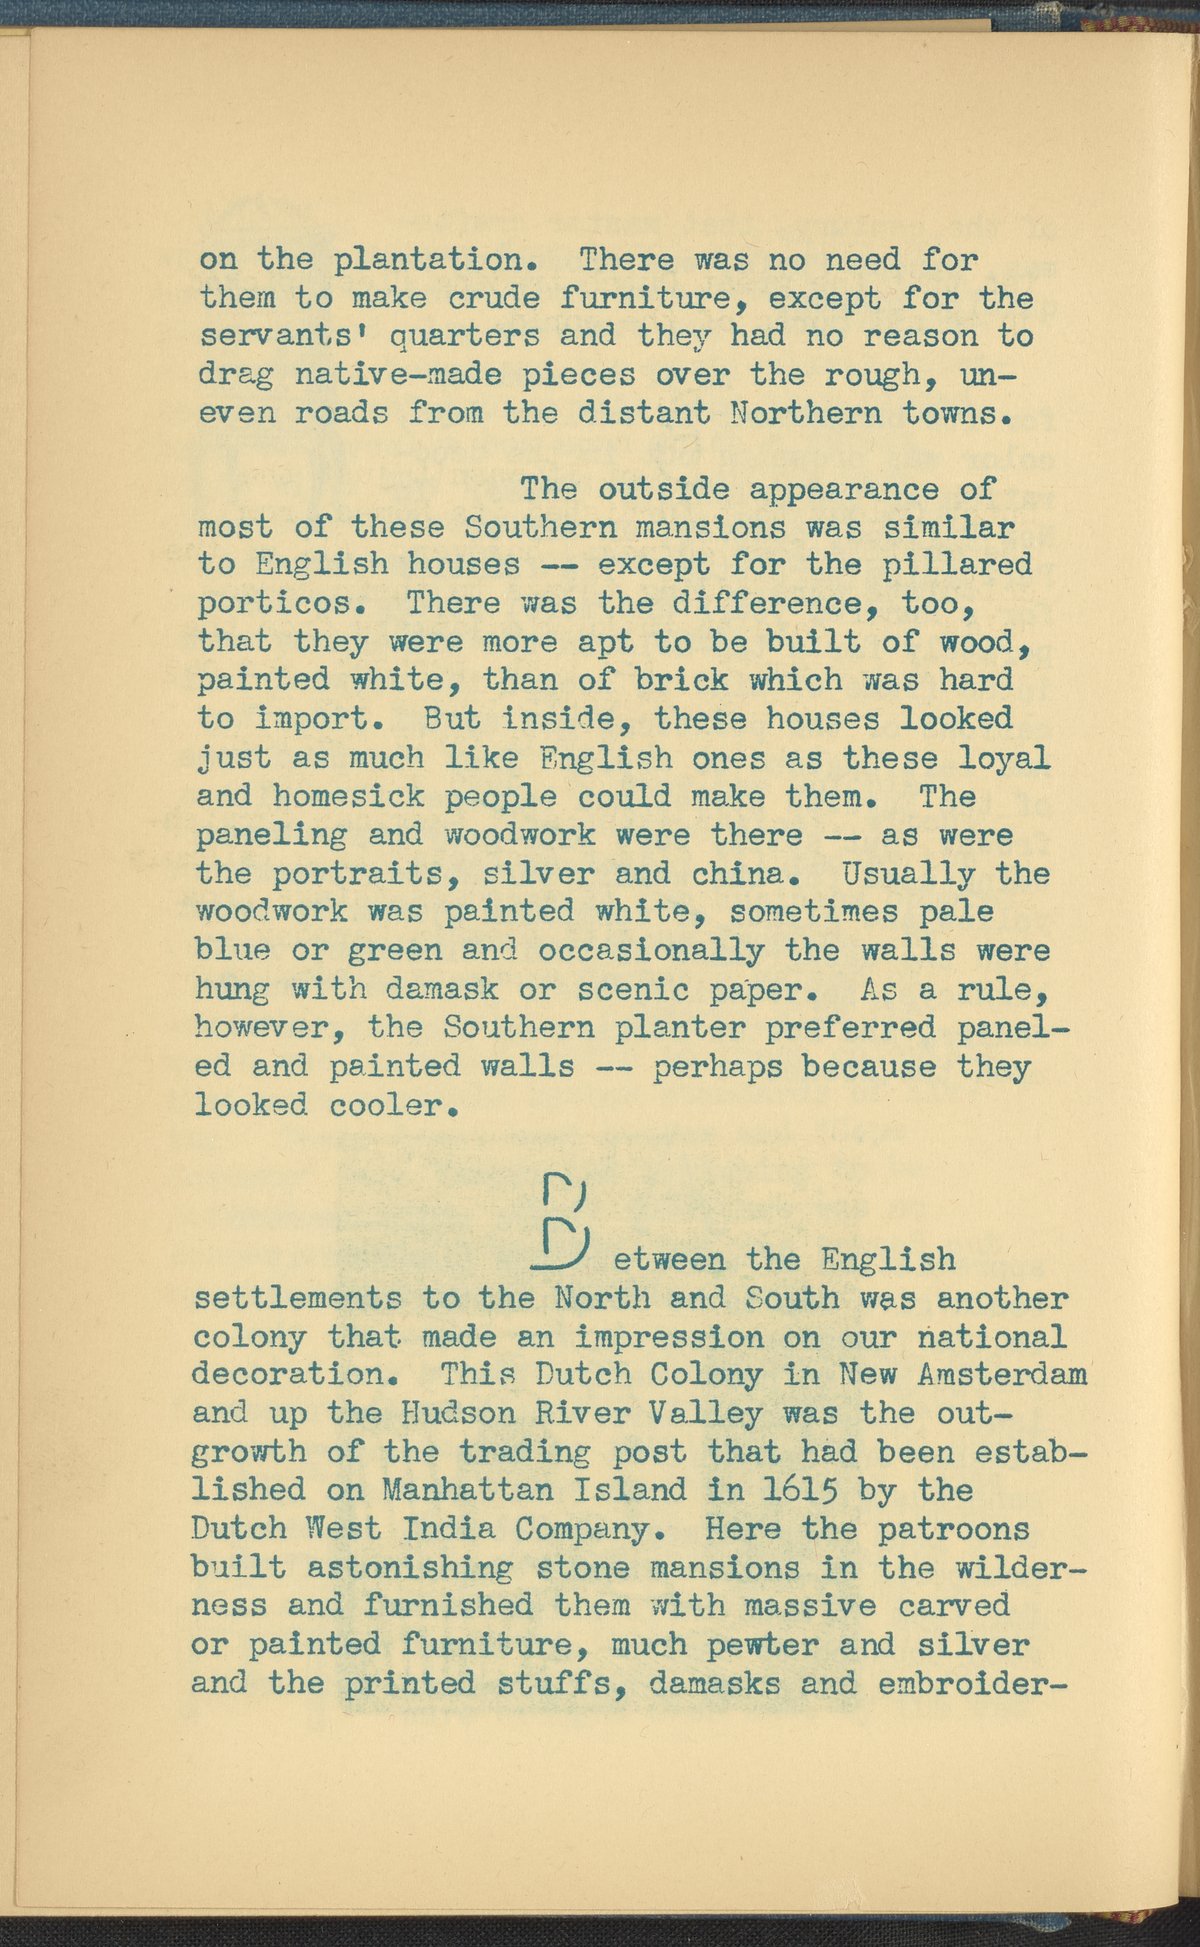 on the plantation.  There was no need for
them to make crude furniture, except for the
servants' quarters and they had no reason to
drag native-made pieces over the rough, un-
even roads from the distant Northern towns.
The outside appearance of
most of these Southern mansions was similar
to English houses -- except for the pillared
porticos.  There was the difference, too,
that they were more apt to be built of wood,
painted white, than of brick which was hard
to import.  But inside, these houses looked
just as much like English ones as these loyal
and homesick people could make them.  The
paneling and woodwork were there -- as were
the portraits, silver and china.  Usually the
woodwork was painted white, sometimes pale
blue or green and occasionally the walls were
hung with damask or scenic paper.  As a rule,
however, the Southern planter preferred panel-
ed and painted walls -- perhaps because they
looked cooler.
Between the English
settlements to the North and South was another
colony that made an impression on our national
decoration.  This Dutch Colony in New Amsterdam
and up the Hudson River Valley was the out-
growth of the trading post that had been estab-
lished on Manhattan Island in 1615 by the
Dutch West India Company.  Here the patroons
built astonishing stone mansions in the wilder-
ness and furnished them with massive carved
or painted furniture, much pewter and silver
and the printed stuffs, damasks and embroider-